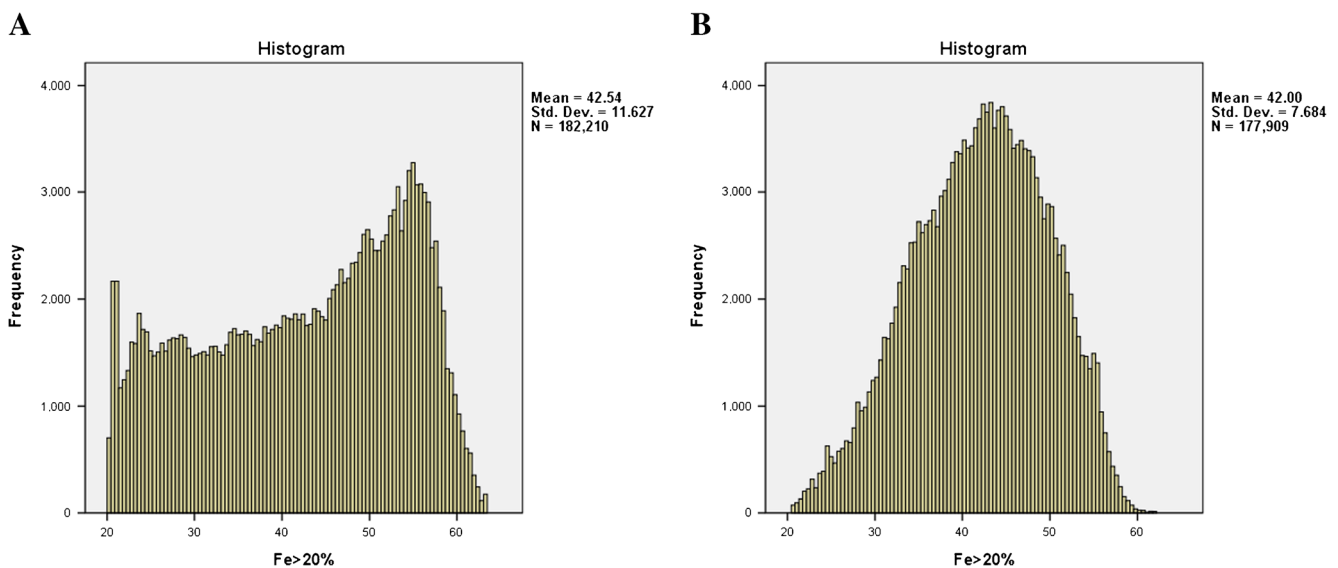 A
Histogram
4.000
3.000
2.000
1.000
0
20 30 40 50 60
Frequency
Fe>20%
Mean = 42.54
Std. Dev. = 11.627
N = 182,210
B
Histogram
4.000
3.000
2.000
1.000
0
20 30 40 50 60
Frequency
Fe>20%
Mean = 42.00
Std. Dev. = 7.684
N = 177,909